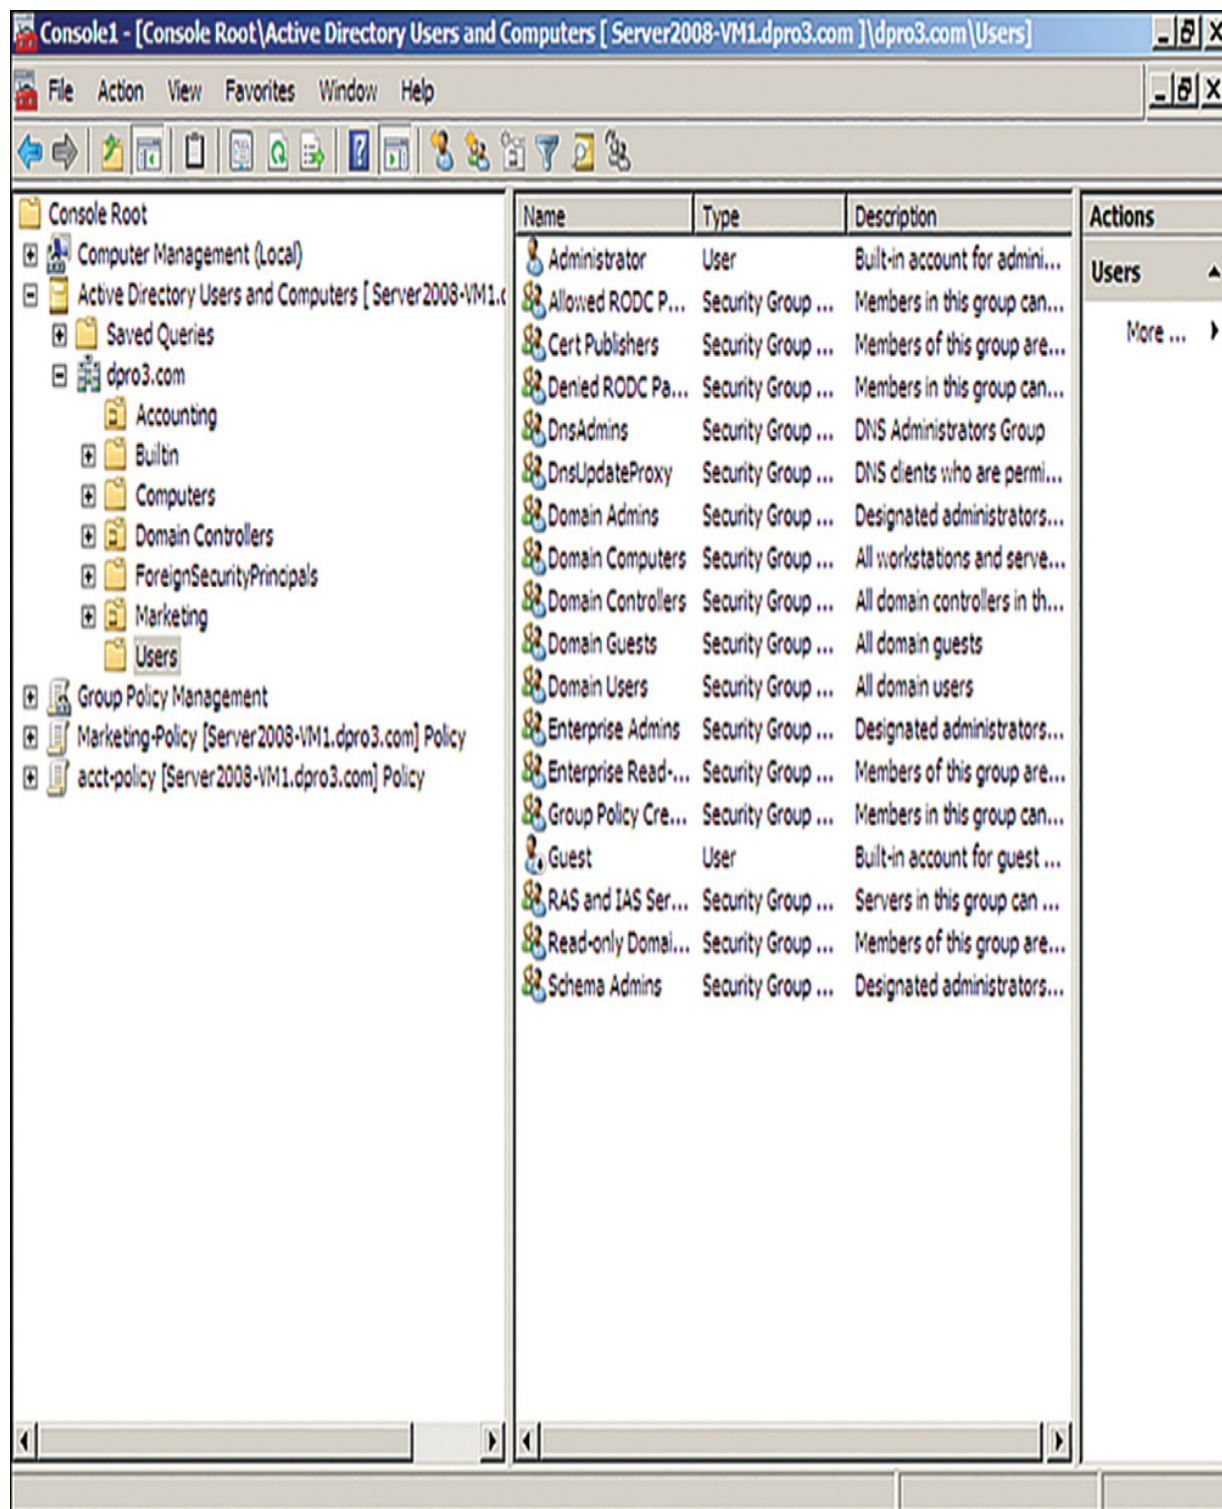 Console1 - [Console Root\Active Directory Users and Computers [ Server2008-VM1.dpro3.com ]\dpro3.com\Users]
File Action View Favorites Window Help
Console Root
Computer Management (Local)
Active Directory Users and Computers [ Server2008-VM1.c
Saved Queries
dpro3.com
Accounting
Builtin
Computers
Domain Controllers
ForeignSecurityPrincipals
Marketing
Users
Group Policy Management
Marketing-Policy [Server2008-VM1.dpro3.com] Policy
acct-policy [Server2008-VM1.dpro3.com] Policy
Name Type Description
Administrator User Built-in account for admini...
Allowed RODC P... Security Group ... Members in this group can...
Cert Publishers Security Group ... Members of this group are...
Denied RODC Pa... Security Group ... Members in this group can...
DnsAdmins Security Group ... DNS Administrators Group
DnsUpdateProxy Security Group ... DNS clients who are permi...
Domain Admins Security Group ... Designated administrators...
Domain Computers Security Group ... All workstations and serve...
Domain Controllers Security Group ... All domain controllers in th...
Domain Guests Security Group ... All domain guests
Domain Users Security Group ... All domain users
Enterprise Admins Security Group ... Designated administrators...
Enterprise Read-... Security Group ... Members of this group are...
Group Policy Cre... Security Group ... Members in this group can...
Guest User Built-in account for guest ...
RAS and IAS Ser... Security Group ... Servers in this group can ...
Read-only Domai... Security Group ... Members of this group are...
Schema Admins Security Group ... Designated administrators...
Actions
Users
More ...